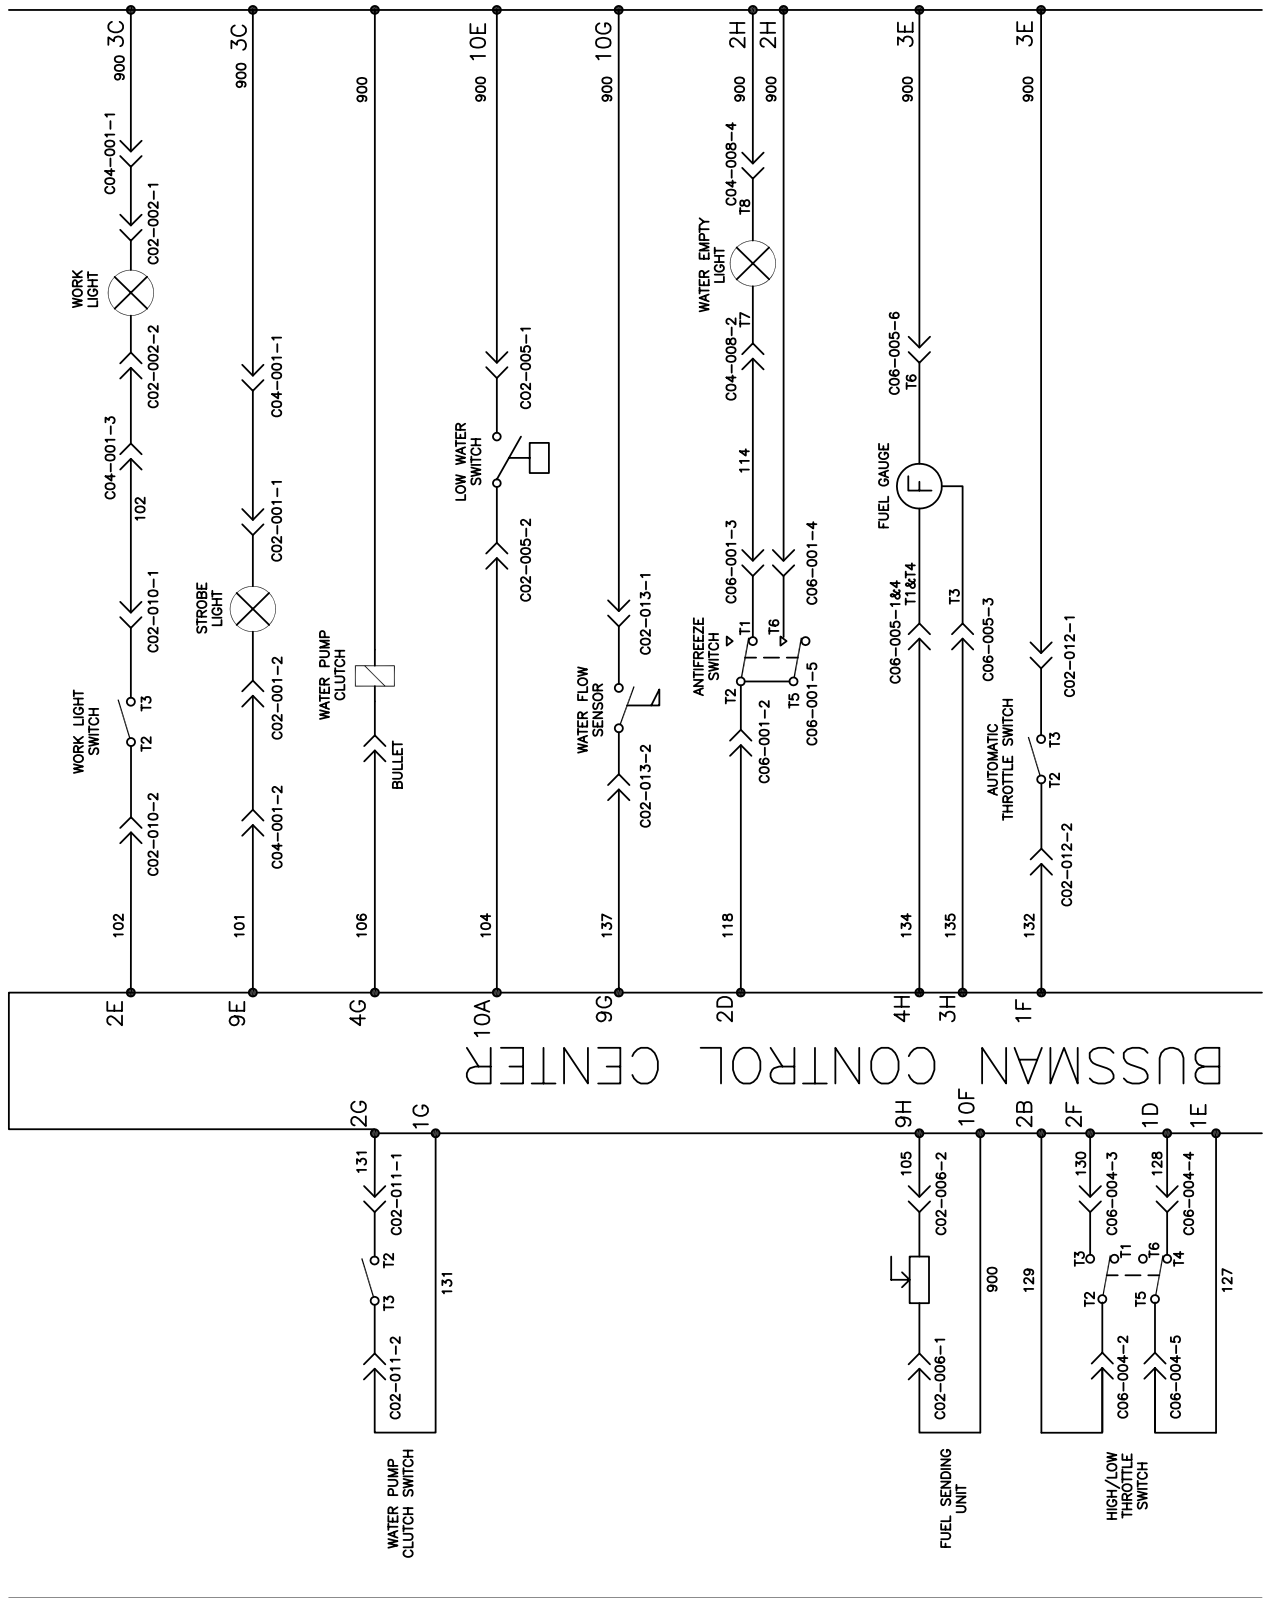 3C
900
C04-001-1
C02-002-1
WORK
LIGHT
C02-002-2
C04-001-3
102
C02-010-1
WORK LIGHT
SWITCH
T3
T2
C02-010-2
102
2E
3C
900
C04-001-1
C02-001-1
STROBE
LIGHT
C02-001-2
C04-001-2
101
9E
900
WATER PUMP
CLUTCH
BULLET
106
4G
10E
900
C02-005-1
LOW WATER
SWITCH
C02-005-2
104
10A
10G
900
C02-013-1
WATER FLOW
SENSOR
C02-013-2
137
9G
2H
2H
900
900
C04-008-4
T8
WATER EMPTY
LIGHT
T7
C04-008-2
114
C06-001-3
C06-001-4
ANTIFREEZE
SWITCH
T1
T6
T2
T5
C06-001-2
C06-001-5
118
2D
3E
900
C06-005-6
T6
FUEL GAUGE
F
T1&T4
C06-005-1&4
T3
C06-005-3
134
135
4H
3H
3E
900
C02-012-1
AUTOMATIC
THROTTLE SWITCH
T3
T2
C02-012-2
132
1F
BUSSMAN CONTROL CENTER
2G
1G
131
C02-011-1
T2
T3
131
C02-011-2
WATER PUMP
CLUTCH SWITCH
9H
10F
105
C02-006-2
900
C02-006-1
FUEL SENDING
UNIT
2B
2F
1D
1E
130
128
C06-004-3
C06-004-4
129
T3
T1
T6
T4
T2
T5
127
C06-004-2
C06-004-5
HIGH/LOW
THROTTLE
SWITCH